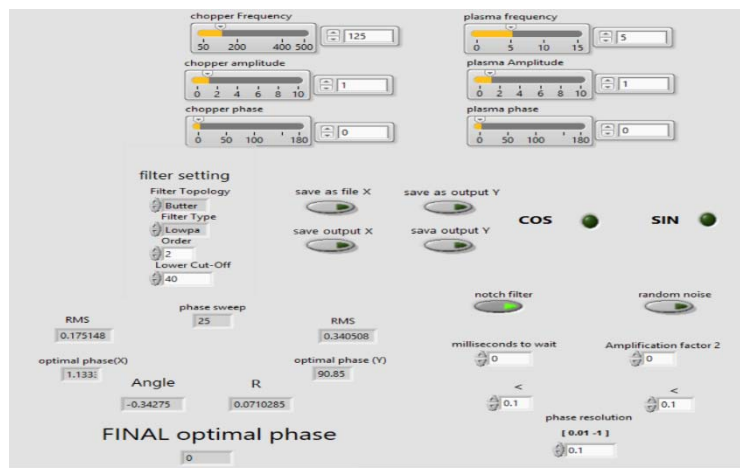 chopper Frequency
plasma frequency
50 200 400 500
125
0 5 10 15
5
chopper amplitude
plasma Amplitude
0 2 4 6 8 10
1
0 2 4 6 8 10
1
chopper phase
plasma phase
0 50 100 180
0
0 50 100 180
0
filter setting
Filter Topology
Butter
Filter Type
Lowpa
Order
2
Lower Cut-Off
40
save as file X
save as output Y
save output X
sava output Y
COS
SIN
notch filter
random noise
phase sweep
25
RMS
0.175148
RMS
0.340508
optimal phase(X)
1.133
optimal phase (Y)
90.85
milliseconds to wait
0
Amplification factor 2
0
Angle
-0.34275
R
0.0710285
<
0.1
<
0.1
phase resolution
[ 0.01 -1 ]
0.1
FINAL optimal phase
0